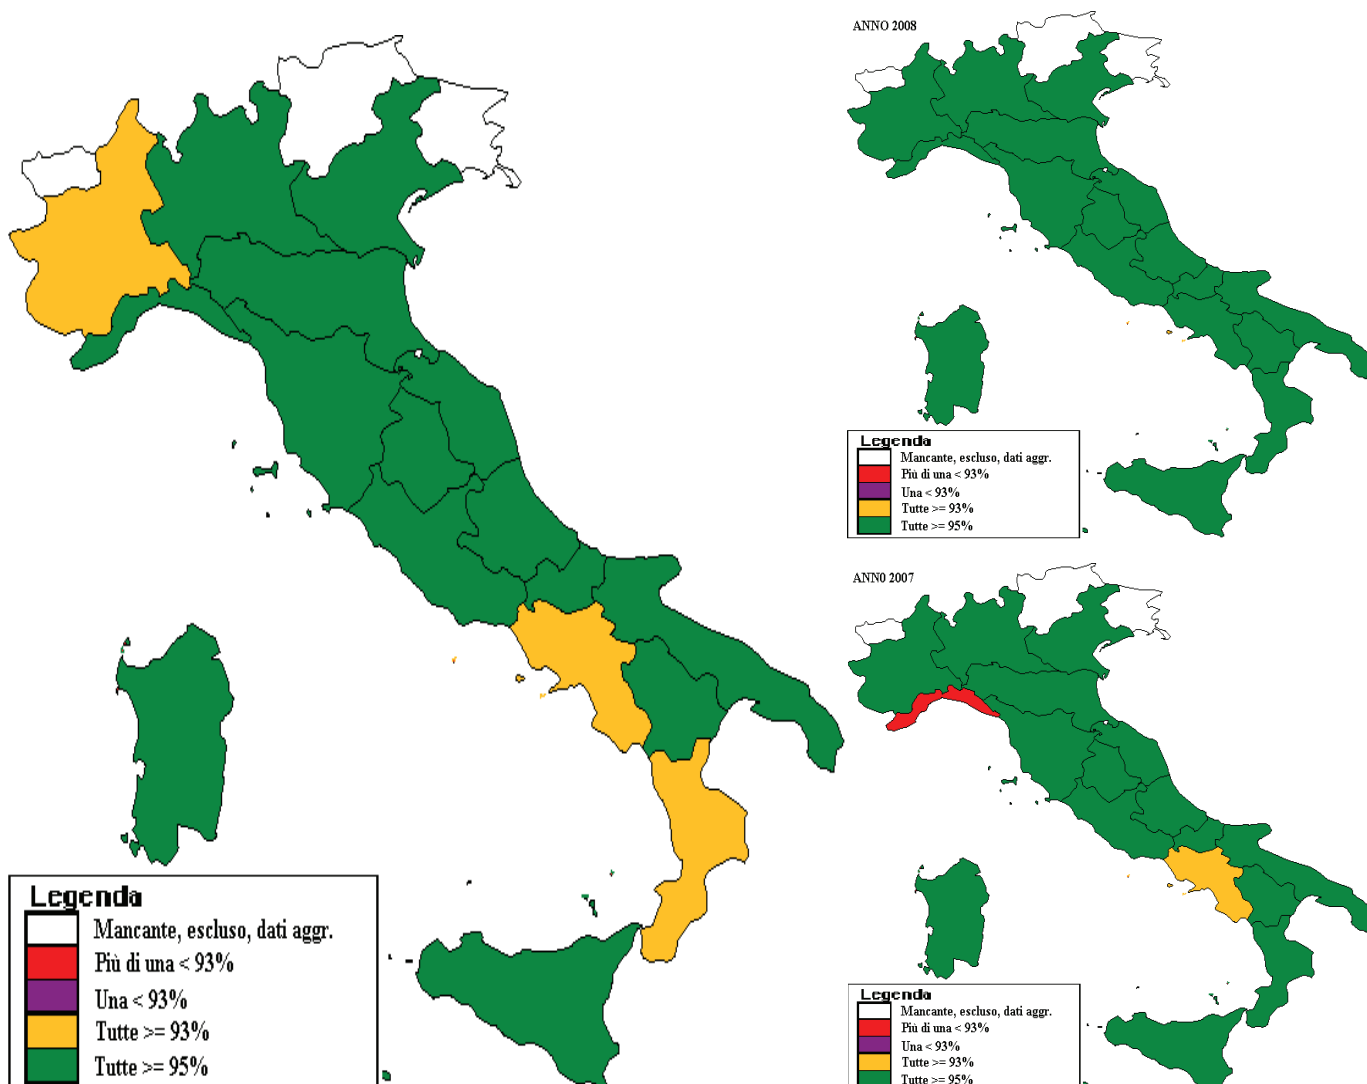 Legenda
Mancante, escluso, dati aggr.
Più di una < 93%
Una < 93%
Tutte >= 93%
Tutte >= 95%
ANNO 2008
Legenda
Mancante, escluso, dati aggr.
Più di una < 93%
Una < 93%
Tutte >= 93%
Tutte >= 95%
ANN0 2007
Legenda
Mancante, escluso, dati aggr.
Più di una < 93%
Una < 93%
Tutte >= 93%
Tutte >= 95%